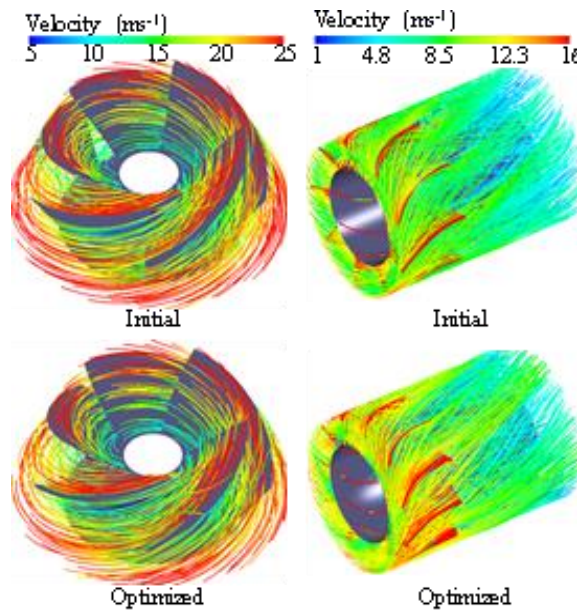 Velocity (ms⁻¹)
5 10 15 20 25
Velocity (ms⁻¹)
1 4.8 8.5 12.3 16
Initial
Initial
Optimized
Optimized